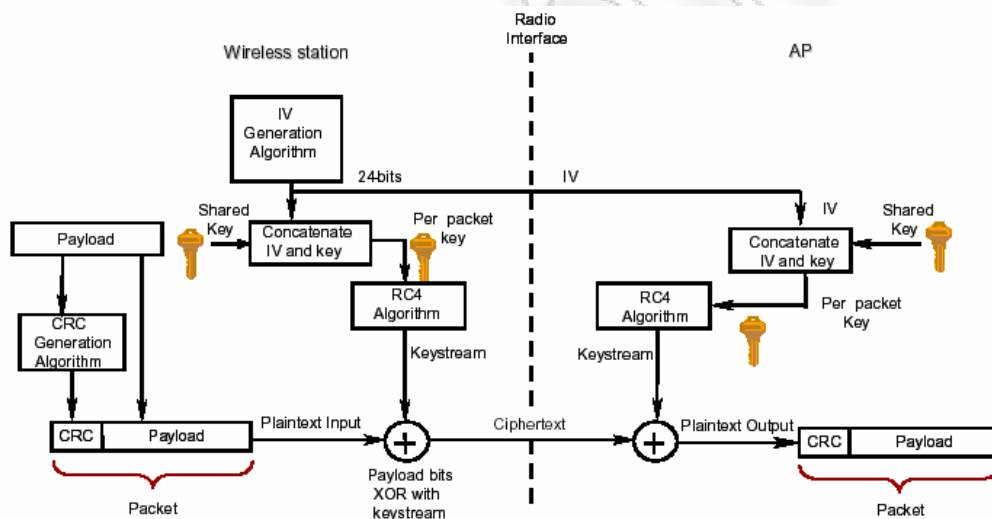 Radio
Interface
Wireless station
AP
IV
Generation
Algorithm
24-bits
IV
Shared
Key
Concatenate
IV and key
Per packet
key
IV
Shared
Key
Concatenate
IV and key
Payload
RC4
Algorithm
RC4
Algorithm
Per packet
Key
CRC
Generation
Algorithm
Keystream
Keystream
CRC
Payload
Plaintext Input
Ciphertext
Plaintext Output
CRC
Payload
Payload bits
XOR with
keystream
Packet
Packet